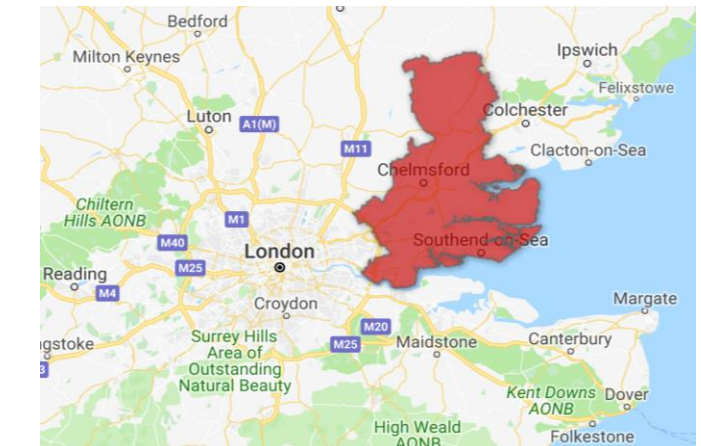 Bedford
Milton Keynes
Ipswich
Felixstowe
Luton
A1(M)
Colchester
M11
Clacton-on-Sea
Chelmsford
Chiltern
Hills AONB
M1
M40
London
Southend-on-Sea
M25
Reading
M4
Croydon
Margate
M20
ngstoke
Surrey Hills
Area of
Outstanding
Natural Beauty
M25
Maidstone
Canterbury
3
Kent Downs
AONB
Dover
High Weald
AONB
Folkestone